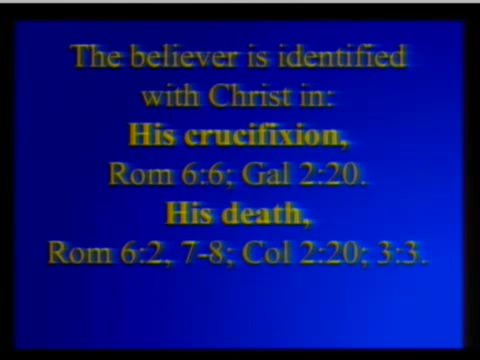 The believer is identified
with Christ in:
His crucifixion,
Rom 6:6; Gal 2:20.
His death,
Rom 6:2, 7-8; Col 2:20; 3:3.